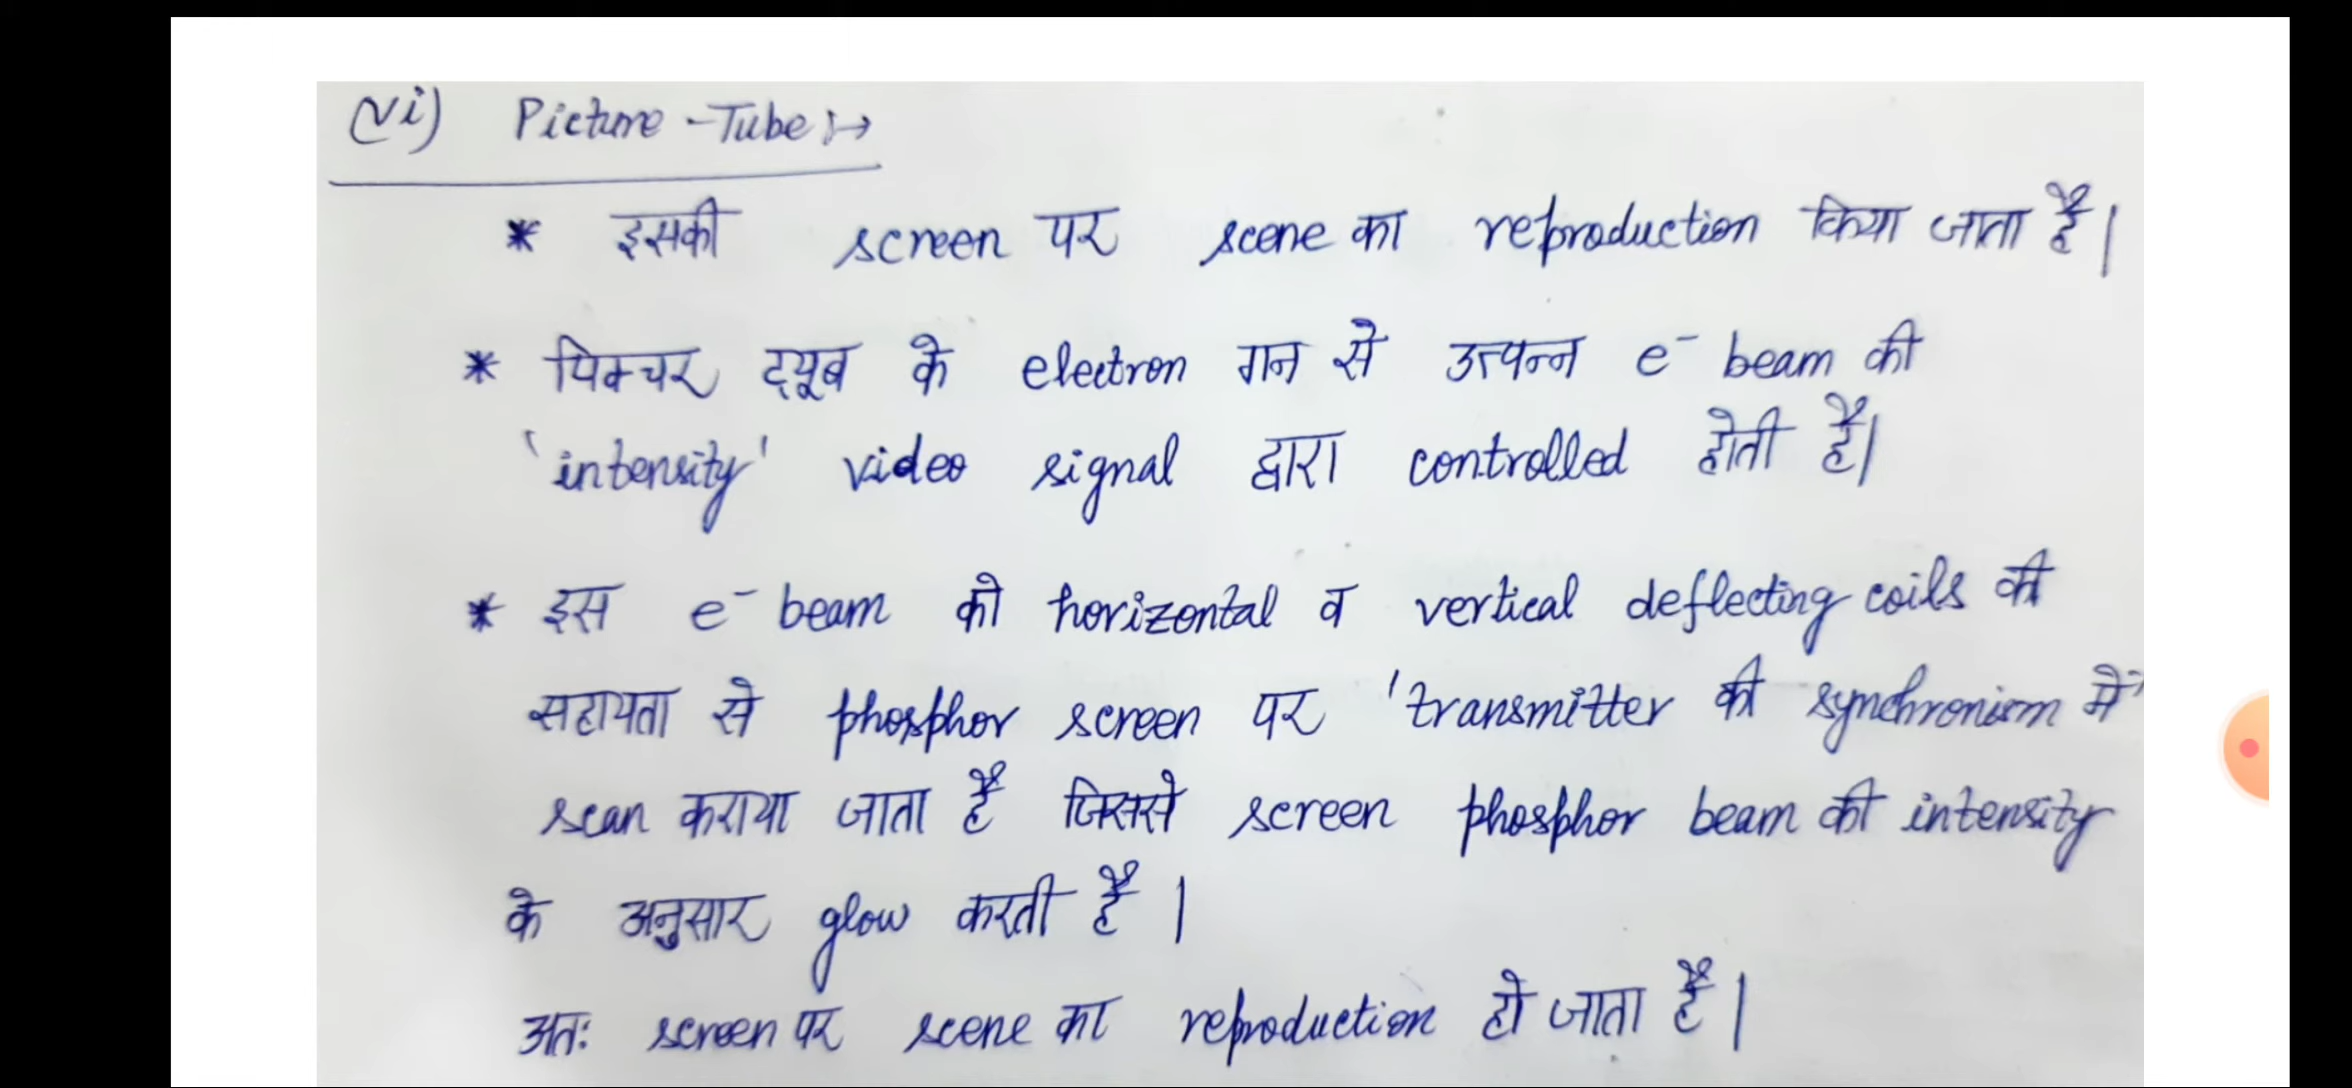 (vi) Picture-Tube :→
* इसकी screen पर scene का reproduction किया जाता है।
* पिक्चर ट्यूब के electron गन से उत्पन्न e⁻ beam की
'intensity' video signal द्वारा controlled होती है।
* इस e⁻ beam को horizontal व vertical deflecting coils की
सहायता से phosphor screen पर 'transmitter की synchronism में'
scan कराया जाता है जिससे screen phosphor beam की intensity
के अनुसार glow करती है।
अतः screen पर scene का reproduction हो जाता है।